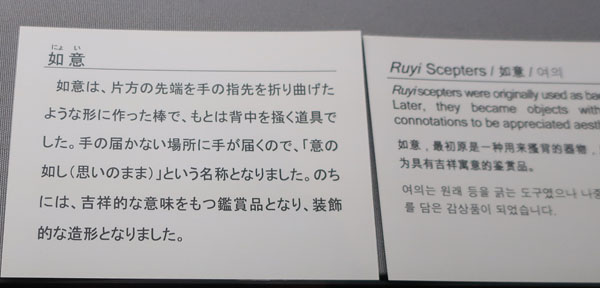 にょ い
如意
如意は、片方の先端を手の指先を折り曲げた
ような形に作った棒で、もとは背中を掻く道具で
した。手の届かない場所に手が届くので、「意の
如し(思いのまま)」という名称となりました。のち
には、吉祥的な意味をもつ鑑賞品となり、装飾
的な造形となりました。
Ruyi Scepters / 如意 / 여의
Ruyi scepters were originally used as bac
Later, they became objects with
connotations to be appreciated aest
如意，最初原是一种用来搔背的器物，
为具有吉祥寓意的鉴赏品。
여의는 원래 등을 긁는 도구였으나 나중
를 담은 감상품이 되었습니다.